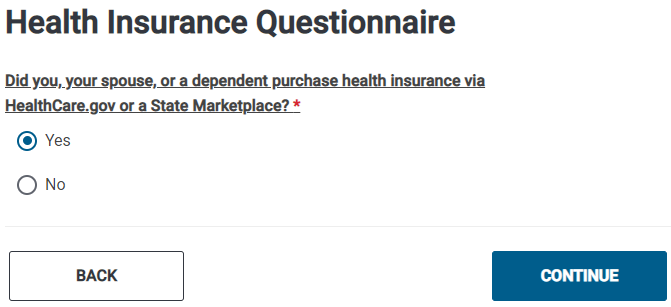 Health Insurance Questionnaire
Did you, your spouse, or a dependent purchase health insurance via
HealthCare.gov or a State Marketplace? *
Yes
No
BACK
CONTINUE